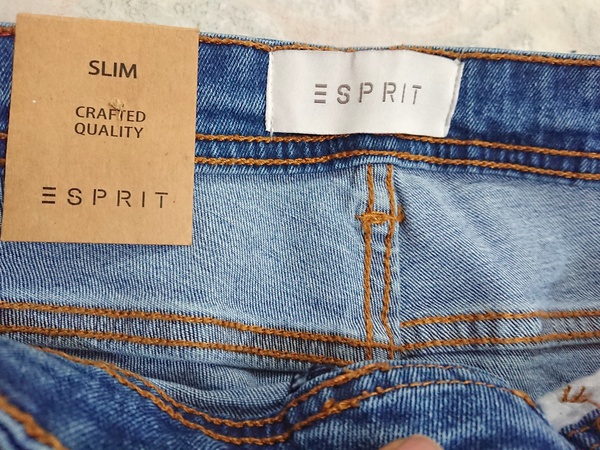 SLIM
CRAFTED
QUALITY
ESPRIT
ESPRIT